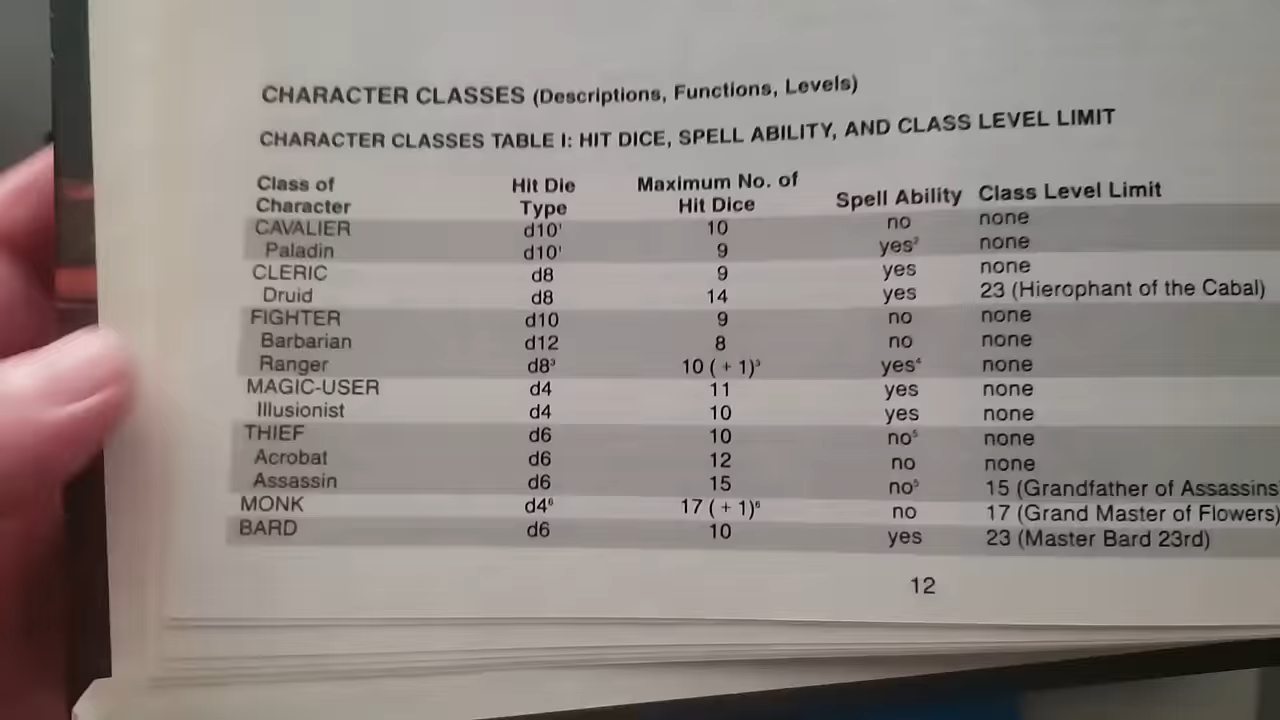 CHARACTER CLASSES (Descriptions, Functions, Levels)
CHARACTER CLASSES TABLE I: HIT DICE, SPELL ABILITY, AND CLASS LEVEL LIMIT
Class of Character Hit Die Type Maximum No. of Hit Dice Spell Ability Class Level Limit
CAVALIER d10¹ 10 no none
Paladin d10¹ 9 yes² none
CLERIC d8 9 yes none
Druid d8 14 yes 23 (Hierophant of the Cabal)
FIGHTER d10 9 no none
Barbarian d12 8 no none
Ranger d8³ 10 ( + 1)³ yes⁴ none
MAGIC-USER d4 11 yes none
Illusionist d4 10 yes none
THIEF d6 10 no⁵ none
Acrobat d6 12 no none
Assassin d6 15 no⁵ 15 (Grandfather of Assassins
MONK d4⁶ 17 ( + 1)⁶ no 17 (Grand Master of Flowers)
BARD d6 10 yes 23 (Master Bard 23rd)
12